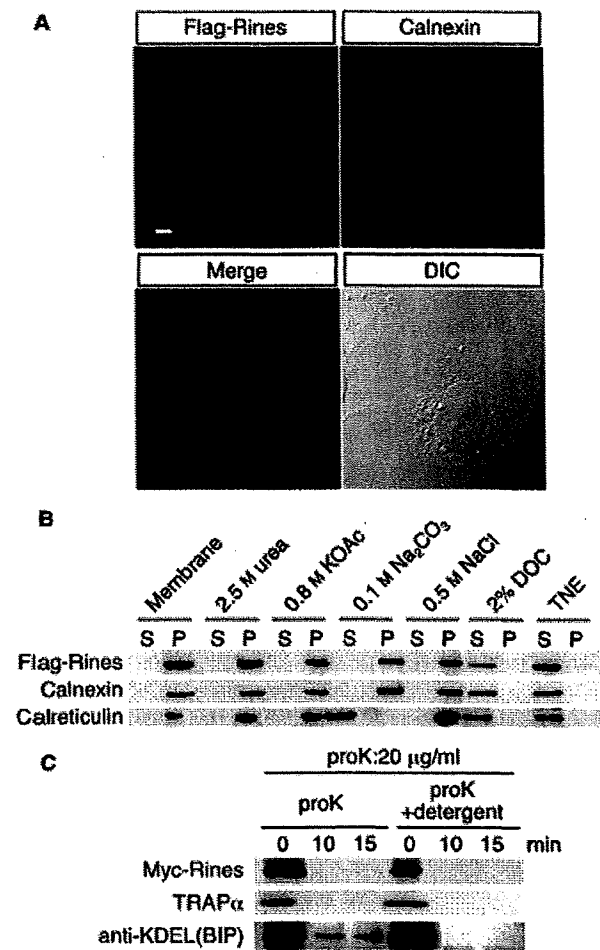 A
Flag-Rines Calnexin
Merge DIC
B
Membrane 2.5 M urea 0.8 M KOAc 0.1 M Na₂CO₃ 0.5 M NaCl 2% DOC TNE
S P S P S P S P S P S P S P
Flag-Rines
Calnexin
Calreticulin
C
proK:20 μg/ml
proK proK +detergent
0 10 15 0 10 15 min
Myc-Rines
TRAPα
anti-KDEL(BIP)